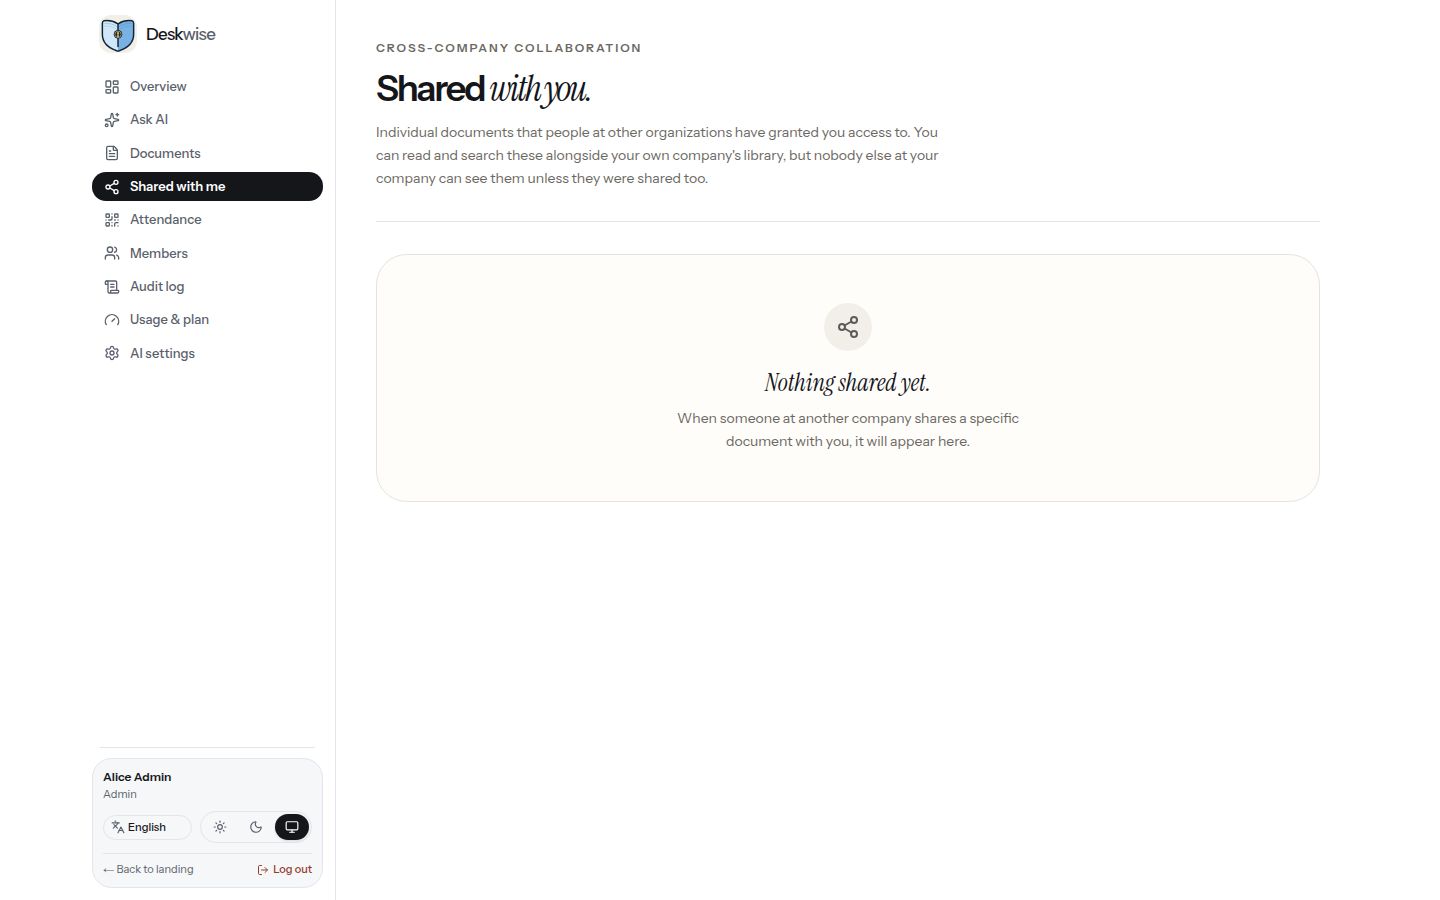 Deskwise
Overview
Ask AI
Documents
Shared with me
Attendance
Members
Audit log
Usage & plan
AI settings
Alice Admin
Admin
English
← Back to landing
Log out
CROSS-COMPANY COLLABORATION
Shared with you.
Individual documents that people at other organizations have granted you access to. You
can read and search these alongside your own company's library, but nobody else at your
company can see them unless they were shared too.
Nothing shared yet.
When someone at another company shares a specific
document with you, it will appear here.